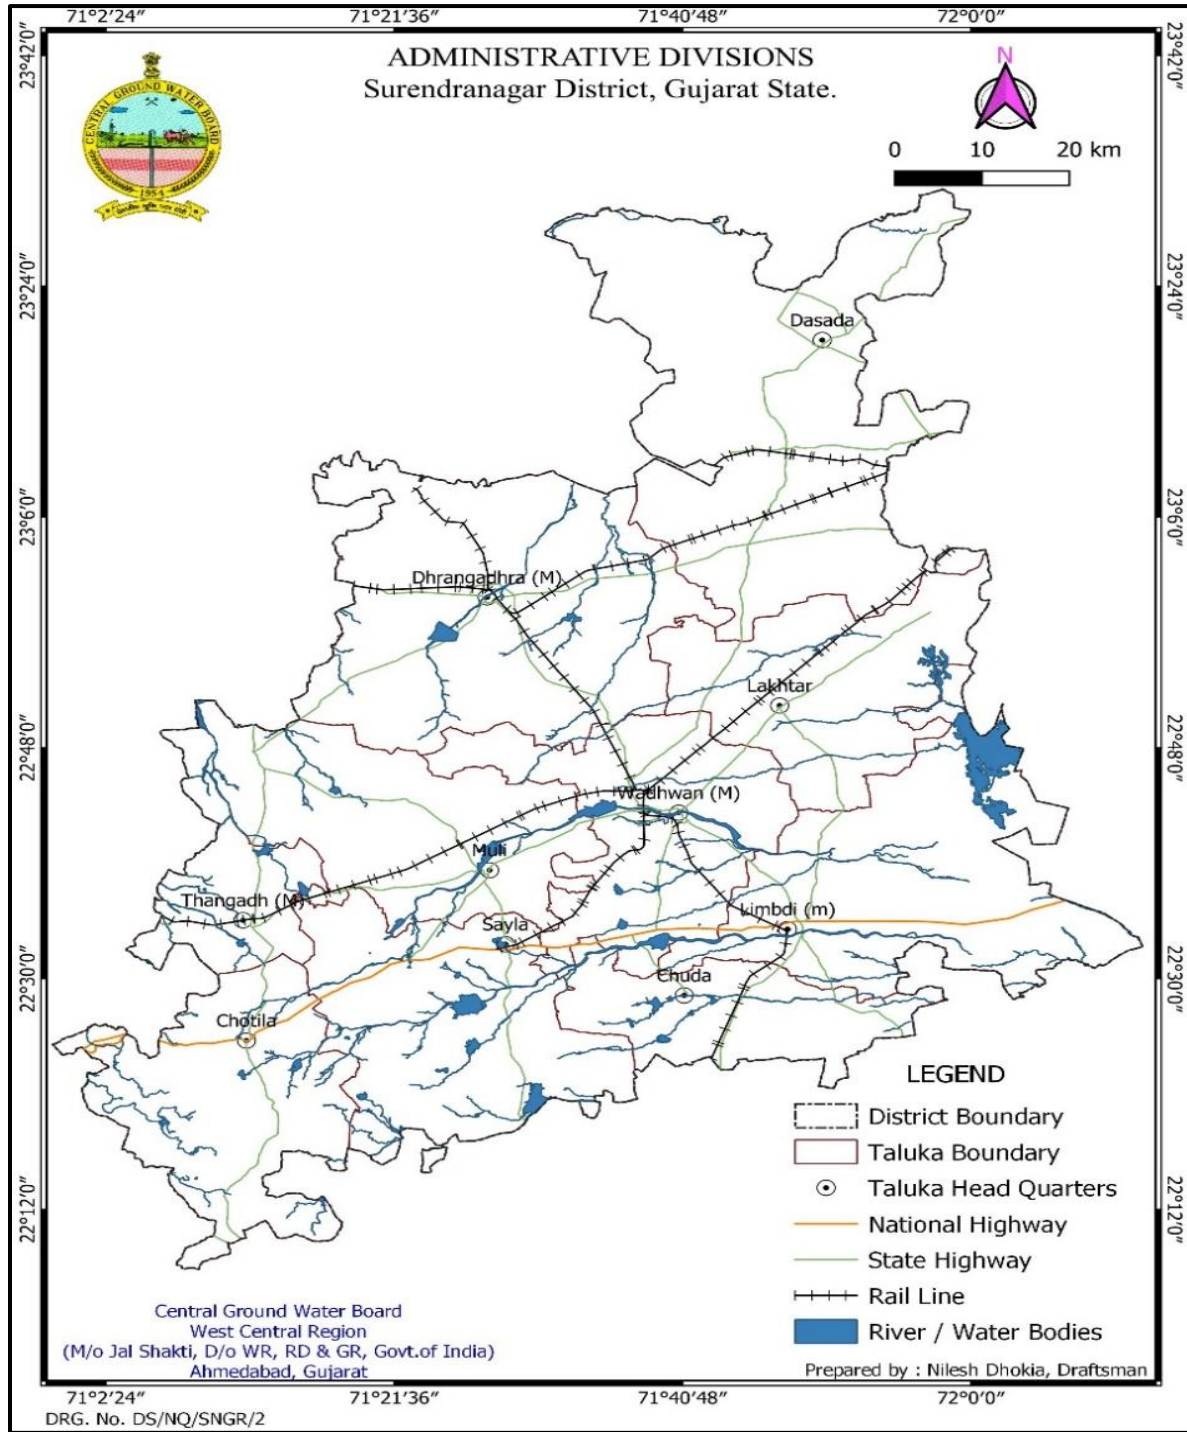 71°2′24″ 71°21′36″ 71°40′48″ 72°0′0″
23°42′0″ 23°42′0″
ADMINISTRATIVE DIVISIONS
Surendranagar District, Gujarat State.
CENTRAL GROUND WATER BOARD
1954
N
0 10 20 km
23°24′0″ 23°24′0″
Dasada
23°6′0″ 23°6′0″
Dhrangadhra (M)
Lakhtar
22°48′0″ 22°48′0″
Wadhwan (M)
Muli
Thangadh (M)
Sayla
Limbdi (m)
22°30′0″ 22°30′0″
Chuda
Chotila
LEGEND
District Boundary
Taluka Boundary
Taluka Head Quarters
22°12′0″ 22°12′0″
National Highway
State Highway
Rail Line
River / Water Bodies
Central Ground Water Board
West Central Region
(M/o Jal Shakti, D/o WR, RD & GR, Govt.of India)
Ahmedabad, Gujarat
Prepared by : Nilesh Dhokia, Draftsman
71°2′24″ 71°21′36″ 71°40′48″ 72°0′0″
DRG. No. DS/NQ/SNGR/2